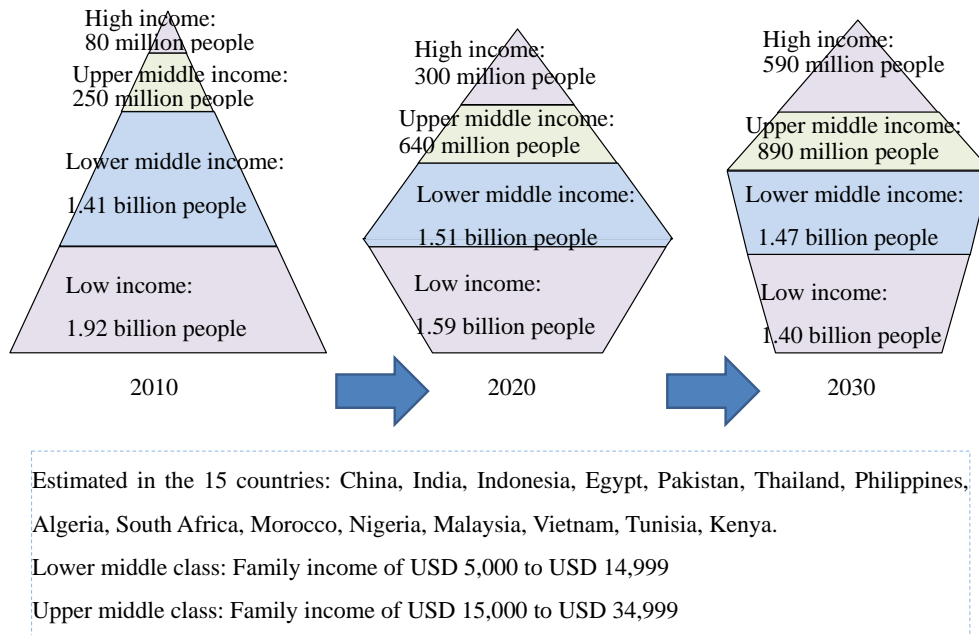 High income:
80 million people
Upper middle income:
250 million people
Lower middle income:
1.41 billion people
Low income:
1.92 billion people
2010
High income:
300 million people
Upper middle income:
640 million people
Lower middle income:
1.51 billion people
Low income:
1.59 billion people
2020
High income:
590 million people
Upper middle income:
890 million people
Lower middle income:
1.47 billion people
Low income:
1.40 billion people
2030
Estimated in the 15 countries: China, India, Indonesia, Egypt, Pakistan, Thailand, Philippines,
Algeria, South Africa, Morocco, Nigeria, Malaysia, Vietnam, Tunisia, Kenya.
Lower middle class: Family income of USD 5,000 to USD 14,999
Upper middle class: Family income of USD 15,000 to USD 34,999